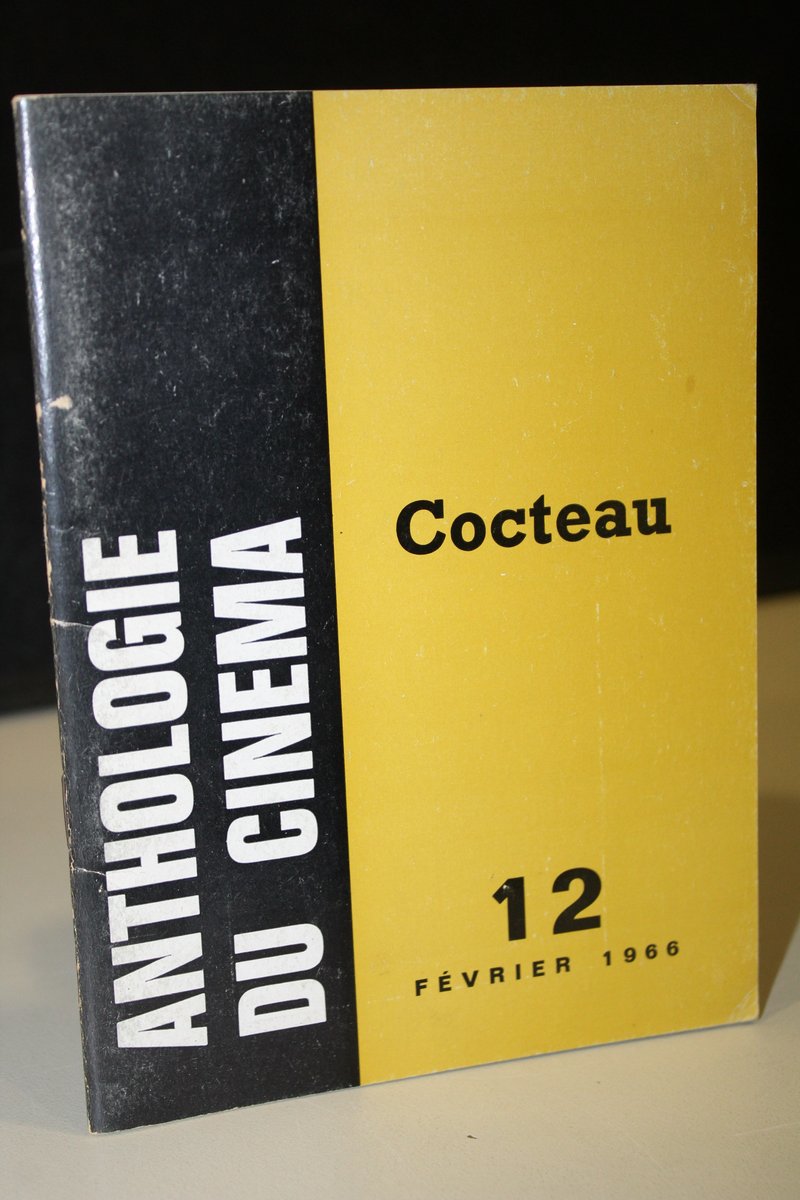 ANTHOLOGIE
DU CINEMA
Cocteau
12
FÉVRIER 1966